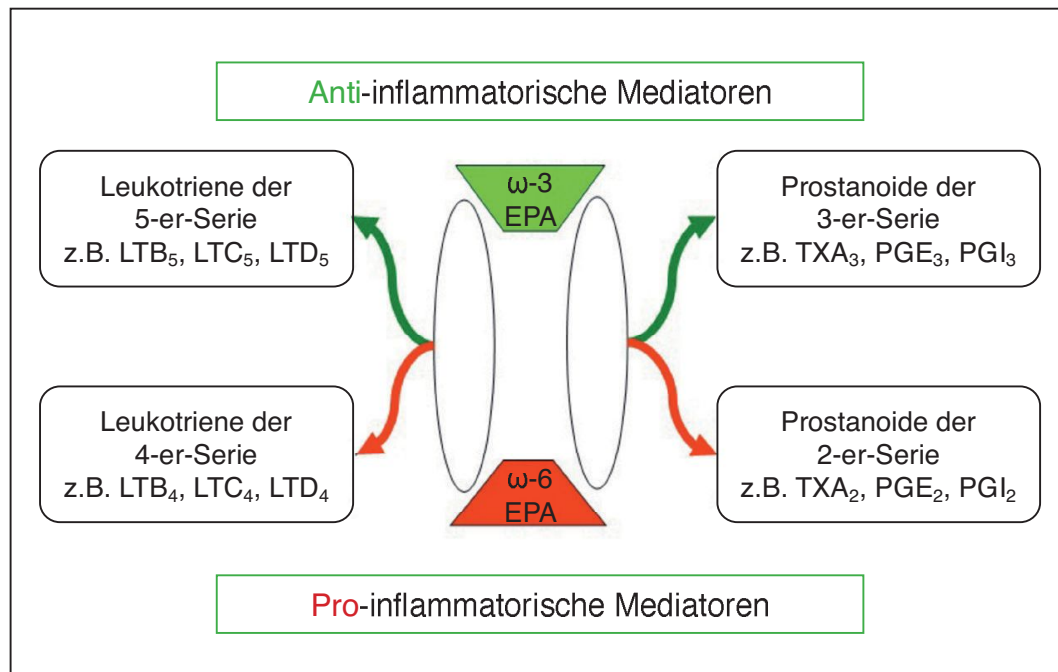 Anti-inflammatorische Mediatoren
Leukotriene der
5-er-Serie
z.B. LTB₅, LTC₅, LTD₅
ω-3
EPA
Prostanoide der
3-er-Serie
z.B. TXA₃, PGE₃, PGI₃
Leukotriene der
4-er-Serie
z.B. LTB₄, LTC₄, LTD₄
ω-6
EPA
Prostanoide der
2-er-Serie
z.B. TXA₂, PGE₂, PGI₂
Pro-inflammatorische Mediatoren